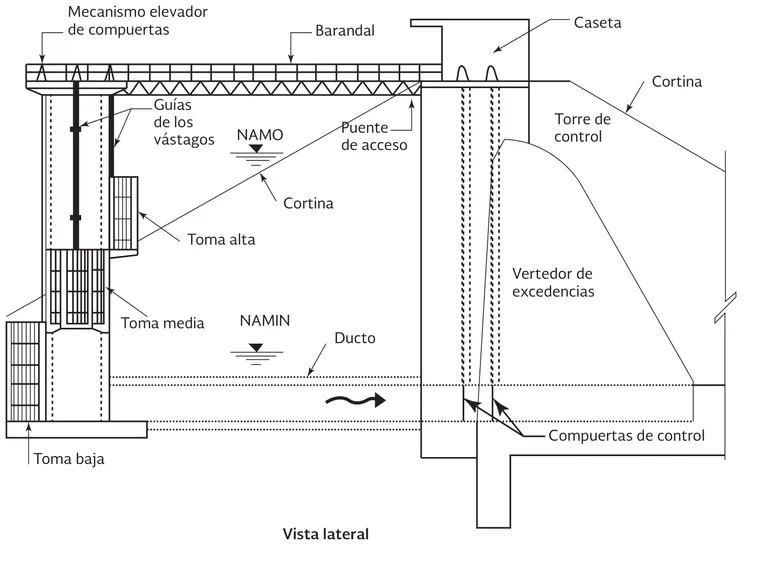 Mecanismo elevador
de compuertas
Barandal
Caseta
Cortina
Guías
de los
vástagos
NAMO
Puente
de acceso
Torre de
control
Cortina
Toma alta
Vertedor de
excedencias
Toma media
NAMIN
Ducto
Compuertas de control
Toma baja
Vista lateral